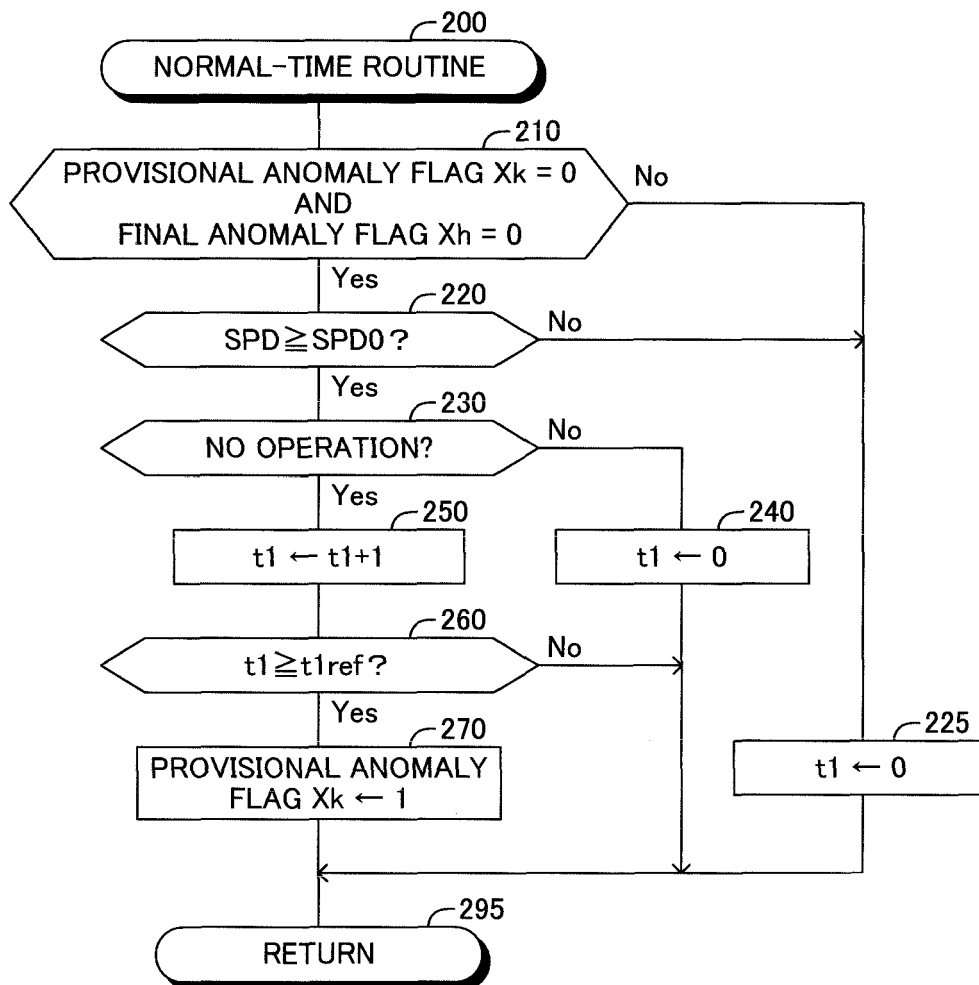 200
NORMAL-TIME ROUTINE
210
PROVISIONAL ANOMALY FLAG Xk = 0
AND
FINAL ANOMALY FLAG Xh = 0
No
Yes
220
SPD≧SPD0?
No
Yes
230
NO OPERATION?
No
Yes
250
t1 ← t1+1
240
t1 ← 0
260
t1≧t1ref?
No
Yes
270
PROVISIONAL ANOMALY
FLAG Xk ← 1
225
t1 ← 0
295
RETURN